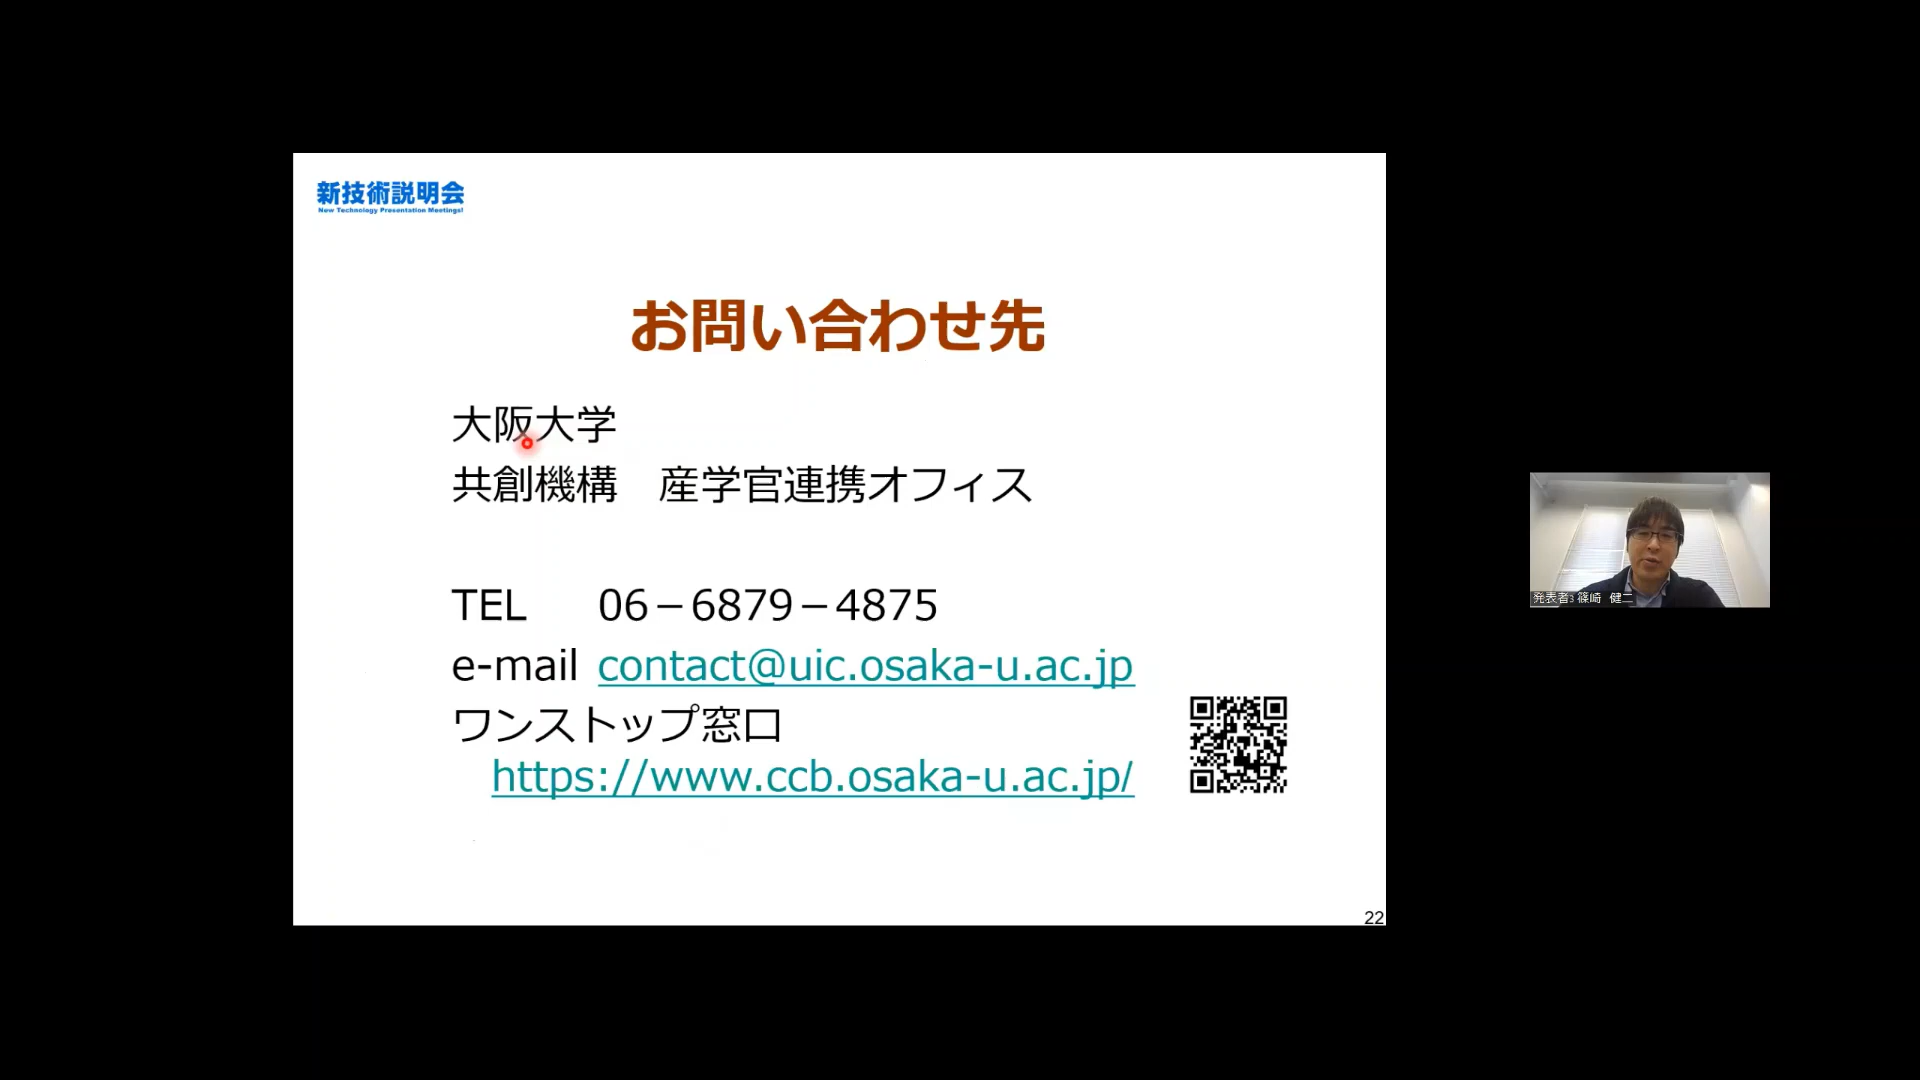 新技術説明会
New Technology Presentation Meetings!
お問い合わせ先
大阪大学
共創機構　産学官連携オフィス
TEL　06－6879－4875
e-mail contact@uic.osaka-u.ac.jp
ワンストップ窓口
https://www.ccb.osaka-u.ac.jp/
22
発表者3 篠崎 健二